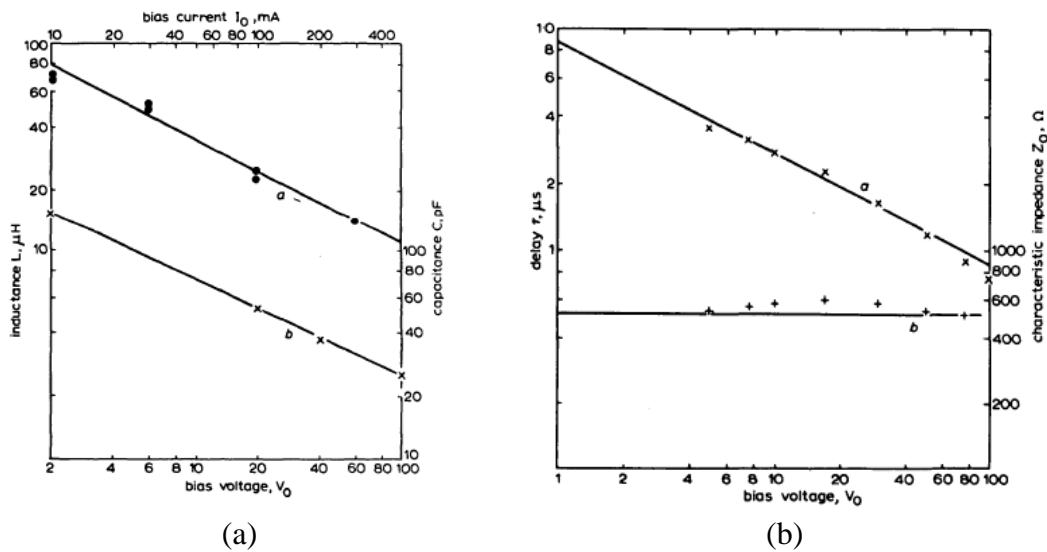 bias current I₀ ,mA
10 20 40 100 200 400
100
80
60
40
20
10
inductance L, μH
a
b
100
80
60
40
20
10
capacitance C, pF
2 4 6 8 10 20 40 60 80 100
bias voltage, V₀
(a)
10
8
6
4
2
1
delay τ, μs
a
b
1000
800
600
400
200
100
characteristic impedance Z₀, Ω
1 2 4 6 8 10 20 40 60 80 100
bias voltage, V₀
(b)